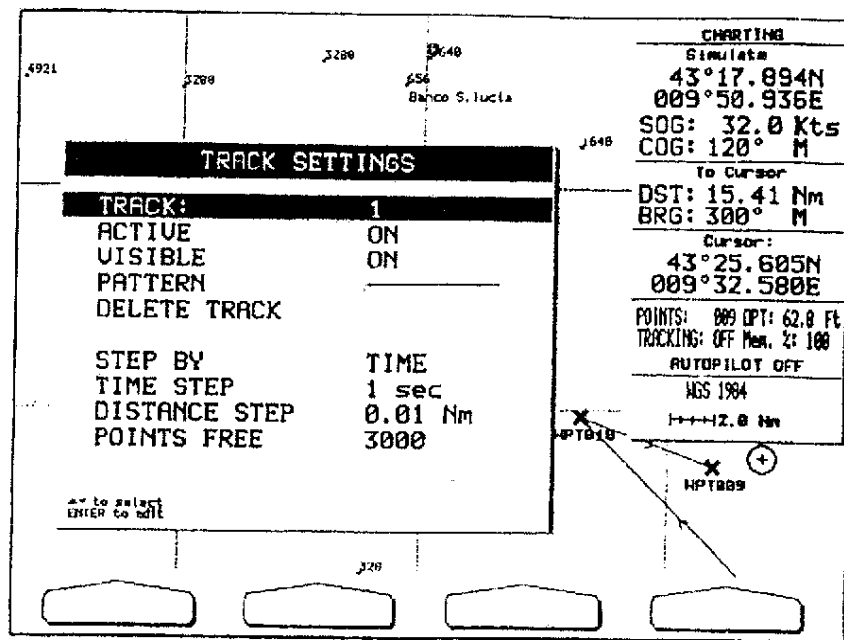 4921
3280
3280
640
656
Banco S.lucia
640
TRACK SETTINGS
TRACK: 1
ACTIVE ON
VISIBLE ON
PATTERN
DELETE TRACK
STEP BY TIME
TIME STEP 1 sec
DISTANCE STEP 0.01 Nm
POINTS FREE 3000
to select
ENTER to edit
CHARTING
Simulate
43°17.894N
009°50.936E
SOG: 32.0 Kts
COG: 120° M
To Cursor
DST: 15.41 Nm
BRG: 300° M
Cursor:
43°25.605N
009°32.580E
POINTS: 009 DPT: 62.8 Ft
TRACKING: OFF Mem. %: 100
AUTOPILOT OFF
WGS 1984
2.0 Nm
WPT010
WPT009
328